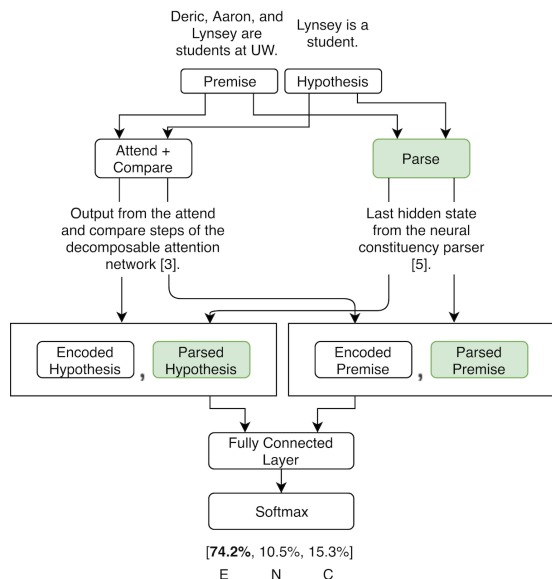 Deric, Aaron, and
Lynsey are
students at UW.
Lynsey is a
student.
Premise
Hypothesis
Attend +
Compare
Parse
Output from the attend
and compare steps of the
decomposable attention
network [3].
Last hidden state
from the neural
constituency parser
[5].
Encoded
Hypothesis
,
Parsed
Hypothesis
Encoded
Premise
,
Parsed
Premise
Fully Connected
Layer
Softmax
[74.2%, 10.5%, 15.3%]
E N C